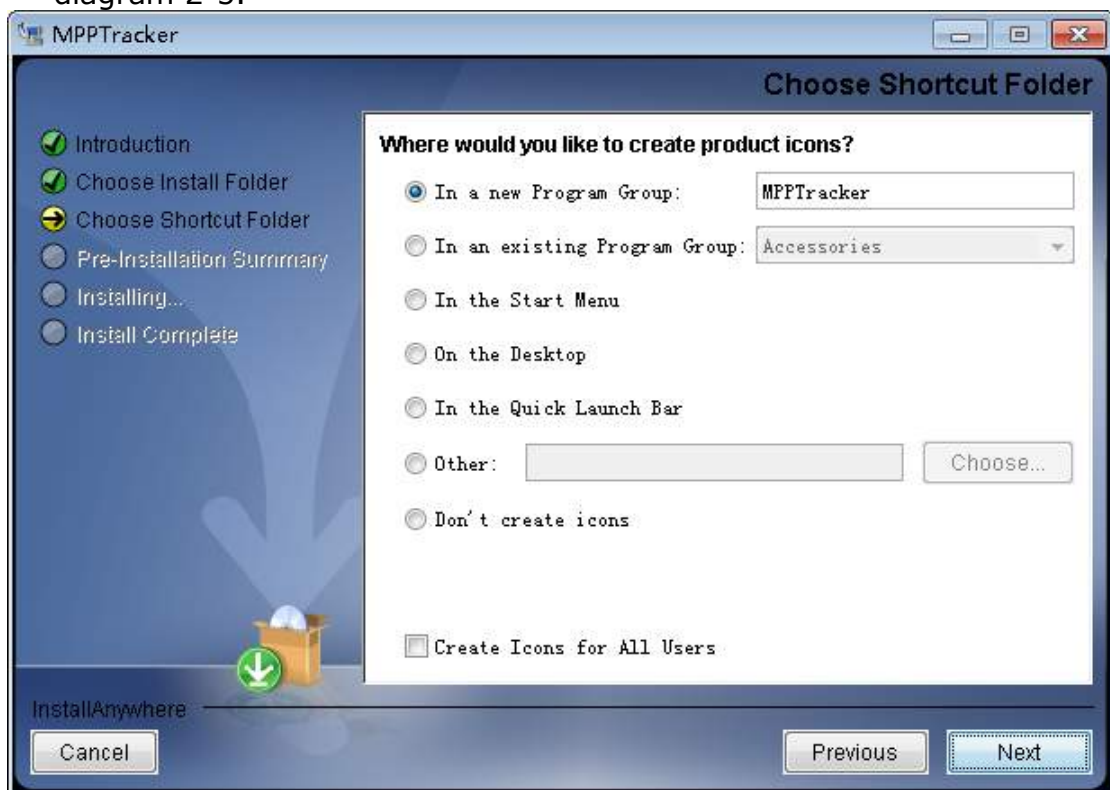 diagram 2-3.
MPPTracker
Choose Shortcut Folder
Introduction
Choose Install Folder
Choose Shortcut Folder
Pre-Installation Summary
Installing...
Install Complete
Where would you like to create product icons?
In a new Program Group: MPPTracker
In an existing Program Group: Accessories
In the Start Menu
On the Desktop
In the Quick Launch Bar
Other: Choose...
Don't create icons
Create Icons for All Users
InstallAnywhere
Cancel Previous Next